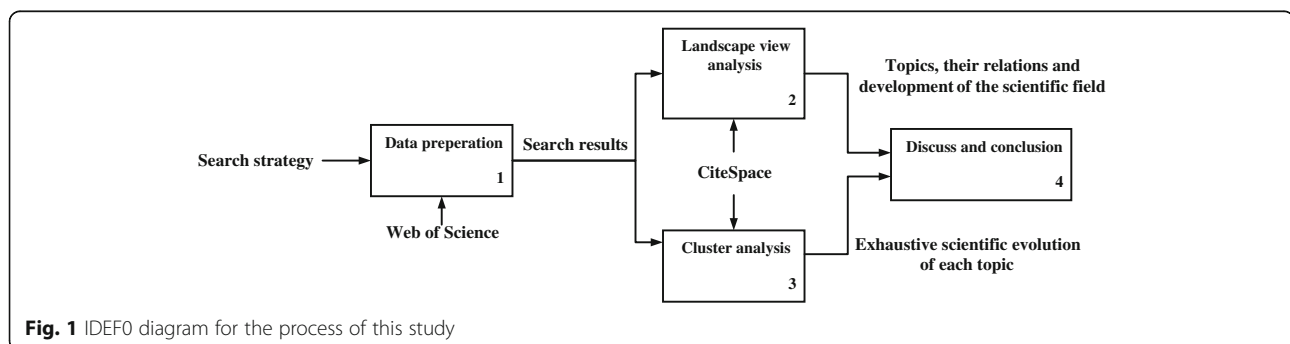 Search strategy
Data preperation
1
Web of Science
Search results
Landscape view
analysis
2
CiteSpace
Cluster analysis
3
Topics, their relations and
development of the scientific field
Discuss and conclusion
4
Exhaustive scientific evolution
of each topic
Fig. 1 IDEF0 diagram for the process of this study